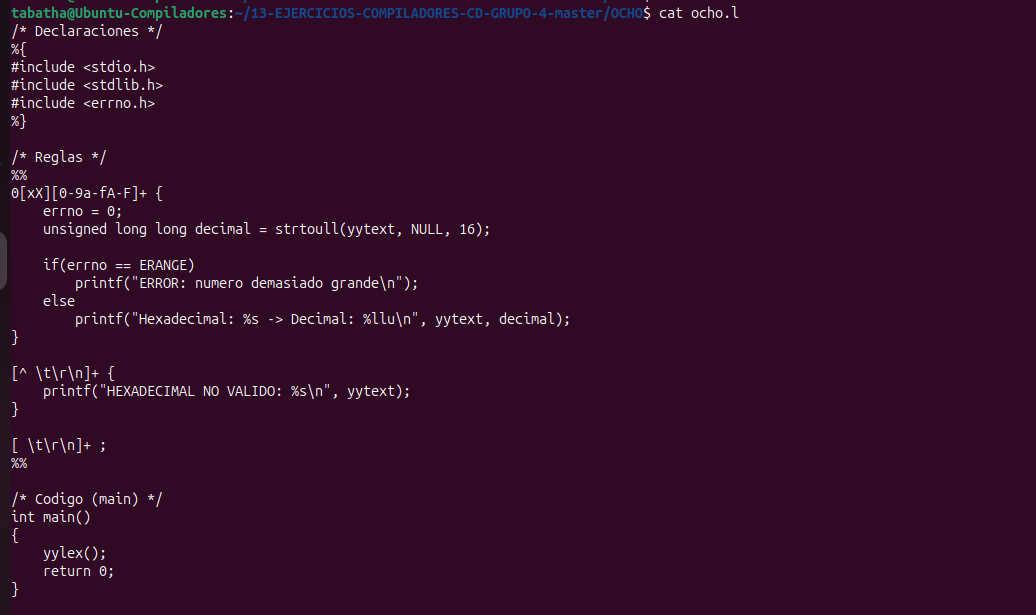 tabatha@Ubuntu-Compiladores:~/13-EJERCICIOS-COMPILADORES-CD-GRUPO-4-master/OCHO$ cat ocho.l
/* Declaraciones */
%{
#include <stdio.h>
#include <stdlib.h>
#include <errno.h>
%}

/* Reglas */
%%
0[xX][0-9a-fA-F]+ {
    errno = 0;
    unsigned long long decimal = strtoull(yytext, NULL, 16);

    if(errno == ERANGE)
        printf("ERROR: numero demasiado grande\n");
    else
        printf("Hexadecimal: %s -> Decimal: %llu\n", yytext, decimal);
}

[^ \t\r\n]+ {
    printf("HEXADECIMAL NO VALIDO: %s\n", yytext);
}

[ \t\r\n]+ ;
%%

/* Codigo (main) */
int main()
{
    yylex();
    return 0;
}